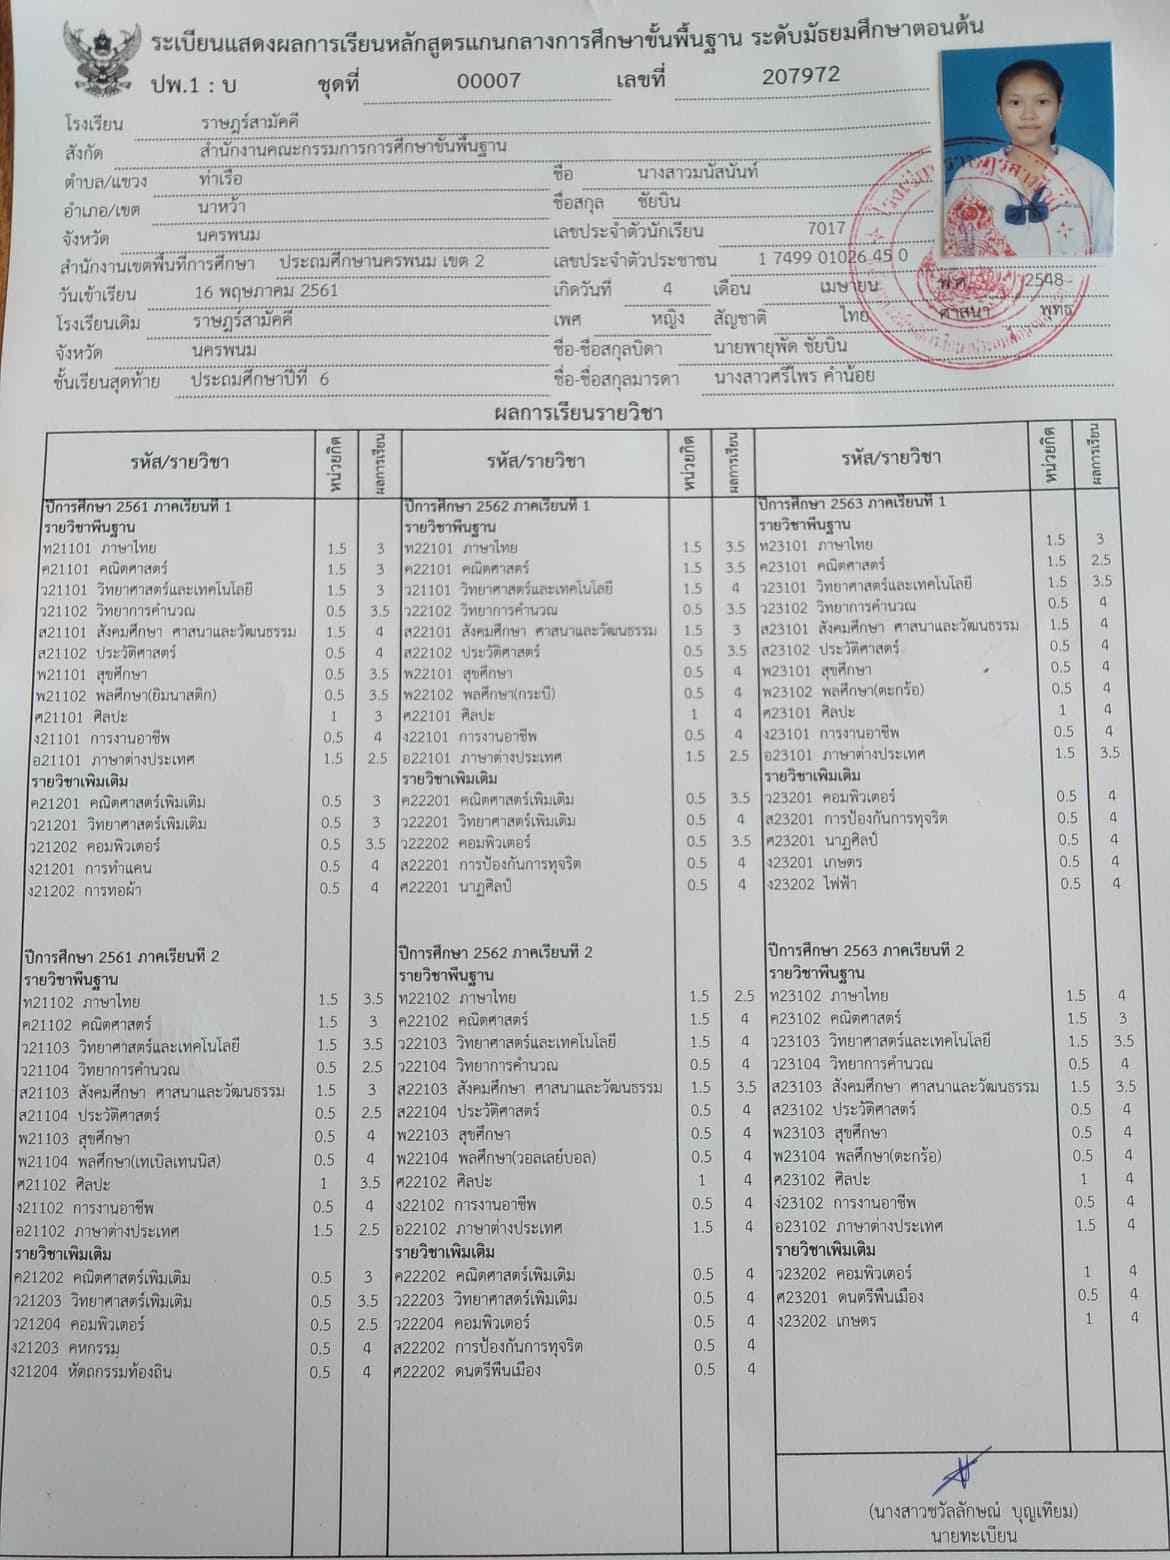 ระเบียนแสดงผลการเรียนหลักสูตรแกนกลางการศึกษาขั้นพื้นฐาน ระดับมัธยมศึกษาตอนต้น
ปพ.1 : บ ชุดที่ 00007 เลขที่ 207972
โรงเรียน ราษฎร์สามัคคี
สังกัด สำนักงานคณะกรรมการการศึกษาขั้นพื้นฐาน
ตำบล/แขวง ท่าเรือ
อำเภอ/เขต นาหว้า
จังหวัด นครพนม
สำนักงานเขตพื้นที่การศึกษา ประถมศึกษานครพนม เขต 2
วันเข้าเรียน 16 พฤษภาคม 2561
โรงเรียนเดิม ราษฎร์สามัคคี
จังหวัด นครพนม
ชั้นเรียนสุดท้าย ประถมศึกษาปีที่ 6
ชื่อ นางสาวมนัสนันท์
ชื่อสกุล ชัยบิน
เลขประจำตัวนักเรียน 7017
เลขประจำตัวประชาชน 1 7499 01026 45 0
เกิดวันที่ 4 เดือน เมษายน พ.ศ. 2548
เพศ หญิง สัญชาติ ไทย ศาสนา พุทธ
ชื่อ-ชื่อสกุลบิดา นายพายุพัด ชัยบิน
ชื่อ-ชื่อสกุลมารดา นางสาวศรีไพร คำน้อย
ผลการเรียนรายวิชา
รหัส/รายวิชา หน่วยกิต ผลการเรียน รหัส/รายวิชา หน่วยกิต ผลการเรียน รหัส/รายวิชา หน่วยกิต ผลการเรียน
ปีการศึกษา 2561 ภาคเรียนที่ 1
รายวิชาพื้นฐาน
ท21101 ภาษาไทย 1.5 3
ค21101 คณิตศาสตร์ 1.5 3
ว21101 วิทยาศาสตร์และเทคโนโลยี 1.5 3
ว21102 วิทยาการคำนวณ 0.5 3.5
ส21101 สังคมศึกษา ศาสนาและวัฒนธรรม 1.5 4
ส21102 ประวัติศาสตร์ 0.5 4
พ21101 สุขศึกษา 0.5 3.5
พ21102 พลศึกษา(ยิมนาสติก) 0.5 3.5
ศ21101 ศิลปะ 1 3
ง21101 การงานอาชีพ 0.5 4
อ21101 ภาษาต่างประเทศ 1.5 2.5
รายวิชาเพิ่มเติม
ค21201 คณิตศาสตร์เพิ่มเติม 0.5 3
ว21201 วิทยาศาสตร์เพิ่มเติม 0.5 3
ว21202 คอมพิวเตอร์ 0.5 3.5
ง21201 การทำแคน 0.5 4
ง21202 การทอผ้า 0.5 4
ปีการศึกษา 2561 ภาคเรียนที่ 2
รายวิชาพื้นฐาน
ท21102 ภาษาไทย 1.5 3.5
ค21102 คณิตศาสตร์ 1.5 3
ว21103 วิทยาศาสตร์และเทคโนโลยี 1.5 3.5
ว21104 วิทยาการคำนวณ 0.5 2.5
ส21103 สังคมศึกษา ศาสนาและวัฒนธรรม 1.5 3
ส21104 ประวัติศาสตร์ 0.5 2.5
พ21103 สุขศึกษา 0.5 4
พ21104 พลศึกษา(เทเบิลเทนนิส) 0.5 4
ศ21102 ศิลปะ 1 3.5
ง21102 การงานอาชีพ 0.5 4
อ21102 ภาษาต่างประเทศ 1.5 2.5
รายวิชาเพิ่มเติม
ค21202 คณิตศาสตร์เพิ่มเติม 0.5 3
ว21203 วิทยาศาสตร์เพิ่มเติม 0.5 3.5
ว21204 คอมพิวเตอร์ 0.5 2.5
ง21203 คหกรรม 0.5 4
ง21204 หัตถกรรมท้องถิ่น 0.5 4
ปีการศึกษา 2562 ภาคเรียนที่ 1
รายวิชาพื้นฐาน
ท22101 ภาษาไทย 1.5 3.5
ค22101 คณิตศาสตร์ 1.5 3.5
ว21101 วิทยาศาสตร์และเทคโนโลยี 1.5 4
ว22102 วิทยาการคำนวณ 0.5 3.5
ส22101 สังคมศึกษา ศาสนาและวัฒนธรรม 1.5 3
ส22102 ประวัติศาสตร์ 0.5 3.5
พ22101 สุขศึกษา 0.5 4
พ22102 พลศึกษา(กระบี่) 0.5 4
ศ22101 ศิลปะ 1 4
ง22101 การงานอาชีพ 0.5 4
อ22101 ภาษาต่างประเทศ 1.5 2.5
รายวิชาเพิ่มเติม
ค22201 คณิตศาสตร์เพิ่มเติม 0.5 3.5
ว22201 วิทยาศาสตร์เพิ่มเติม 0.5 4
ว22202 คอมพิวเตอร์ 0.5 3.5
ส22201 การป้องกันการทุจริต 0.5 4
ศ22201 นาฏศิลป์ 0.5 4
ปีการศึกษา 2562 ภาคเรียนที่ 2
รายวิชาพื้นฐาน
ท22102 ภาษาไทย 1.5 2.5
ค22102 คณิตศาสตร์ 1.5 4
ว22103 วิทยาศาสตร์และเทคโนโลยี 1.5 4
ว22104 วิทยาการคำนวณ 0.5 4
ส22103 สังคมศึกษา ศาสนาและวัฒนธรรม 1.5 3.5
ส22104 ประวัติศาสตร์ 0.5 4
พ22103 สุขศึกษา 0.5 4
พ22104 พลศึกษา(วอลเลย์บอล) 0.5 4
ศ22102 ศิลปะ 1 4
ง22102 การงานอาชีพ 0.5 4
อ22102 ภาษาต่างประเทศ 1.5 4
รายวิชาเพิ่มเติม
ค22202 คณิตศาสตร์เพิ่มเติม 0.5 4
ว22203 วิทยาศาสตร์เพิ่มเติม 0.5 4
ว22204 คอมพิวเตอร์ 0.5 4
ส22202 การป้องกันการทุจริต 0.5 4
ศ22202 ดนตรีพื้นเมือง 0.5 4
ปีการศึกษา 2563 ภาคเรียนที่ 1
รายวิชาพื้นฐาน
ท23101 ภาษาไทย 1.5 3
ค23101 คณิตศาสตร์ 1.5 2.5
ว23101 วิทยาศาสตร์และเทคโนโลยี 1.5 3.5
ว23102 วิทยาการคำนวณ 0.5 4
ส23101 สังคมศึกษา ศาสนาและวัฒนธรรม 1.5 4
ส23102 ประวัติศาสตร์ 0.5 4
พ23101 สุขศึกษา 0.5 4
พ23102 พลศึกษา(ตะกร้อ) 0.5 4
ศ23101 ศิลปะ 1 4
ง23101 การงานอาชีพ 0.5 4
อ23101 ภาษาต่างประเทศ 1.5 3.5
รายวิชาเพิ่มเติม
ว23201 คอมพิวเตอร์ 0.5 4
ส23201 การป้องกันการทุจริต 0.5 4
ศ23201 นาฏศิลป์ 0.5 4
ง23201 เกษตร 0.5 4
ง23202 ไฟฟ้า 0.5 4
ปีการศึกษา 2563 ภาคเรียนที่ 2
รายวิชาพื้นฐาน
ท23102 ภาษาไทย 1.5 4
ค23102 คณิตศาสตร์ 1.5 3
ว23103 วิทยาศาสตร์และเทคโนโลยี 1.5 3.5
ว23104 วิทยาการคำนวณ 0.5 4
ส23103 สังคมศึกษา ศาสนาและวัฒนธรรม 1.5 3.5
ส23102 ประวัติศาสตร์ 0.5 4
พ23103 สุขศึกษา 0.5 4
พ23104 พลศึกษา(ตะกร้อ) 0.5 4
ศ23102 ศิลปะ 1 4
ง23102 การงานอาชีพ 0.5 4
อ23102 ภาษาต่างประเทศ 1.5 4
รายวิชาเพิ่มเติม
ว23202 คอมพิวเตอร์ 1 4
ศ23201 ดนตรีพื้นเมือง 0.5 4
ง23202 เกษตร 1 4
(นางสาวชวัลลักษณ์ บุญเทียม)
นายทะเบียน